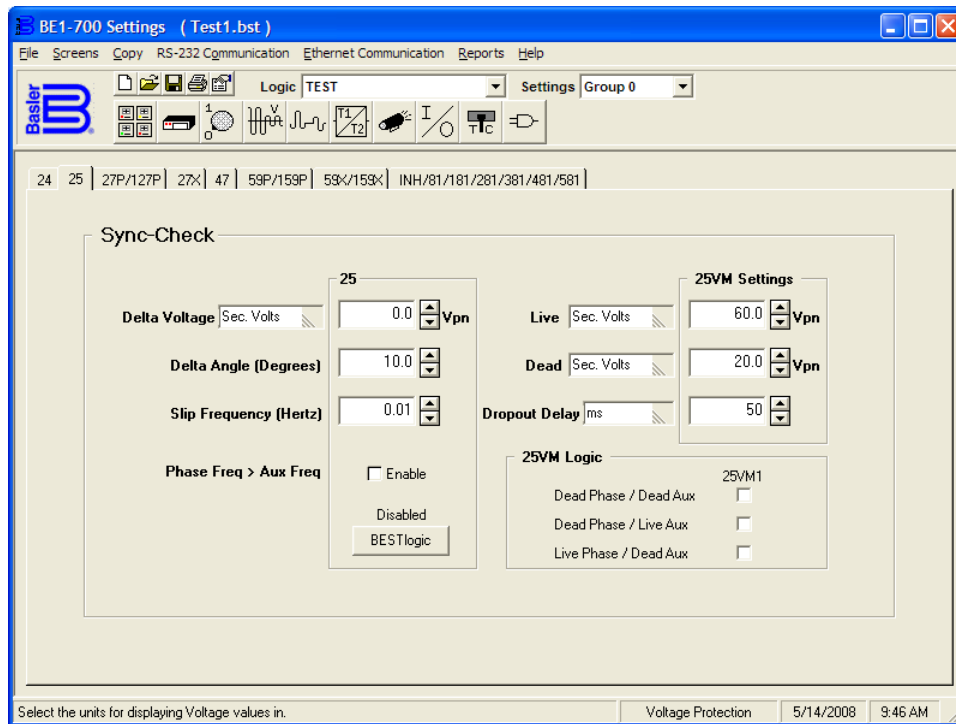 BE1-700 Settings ( Test1.bst )
File Screens Copy RS-232 Communication Ethernet Communication Reports Help
Basler
Logic TEST Settings Group 0
1 0 V T1 T2 I O T C
24 25 27P/127P 27X 47 59P/159P 59X/159X INH/81/181/281/381/481/581
Sync-Check
25 25VM Settings
Delta Voltage Sec. Volts 0.0 Vpn Live Sec. Volts 60.0 Vpn
Delta Angle (Degrees) 10.0 Dead Sec. Volts 20.0 Vpn
Slip Frequency (Hertz) 0.01 Dropout Delay ms 50
25VM Logic
Phase Freq > Aux Freq Enable 25VM1
Dead Phase / Dead Aux
Disabled Dead Phase / Live Aux
BESTlogic Live Phase / Dead Aux
Select the units for displaying Voltage values in. Voltage Protection 5/14/2008 9:46 AM